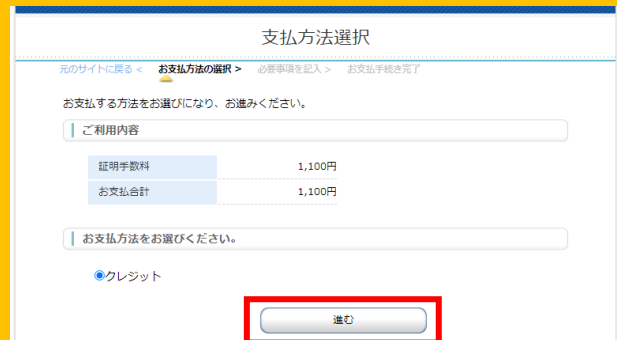 支払方法選択
元のサイトに戻る < お支払方法の選択 > 必要事項を記入 > お支払手続き完了
お支払する方法をお選びになり、お進みください。
ご利用内容
証明手数料 1,100円
お支払合計 1,100円
お支払方法をお選びください。
クレジット
進む